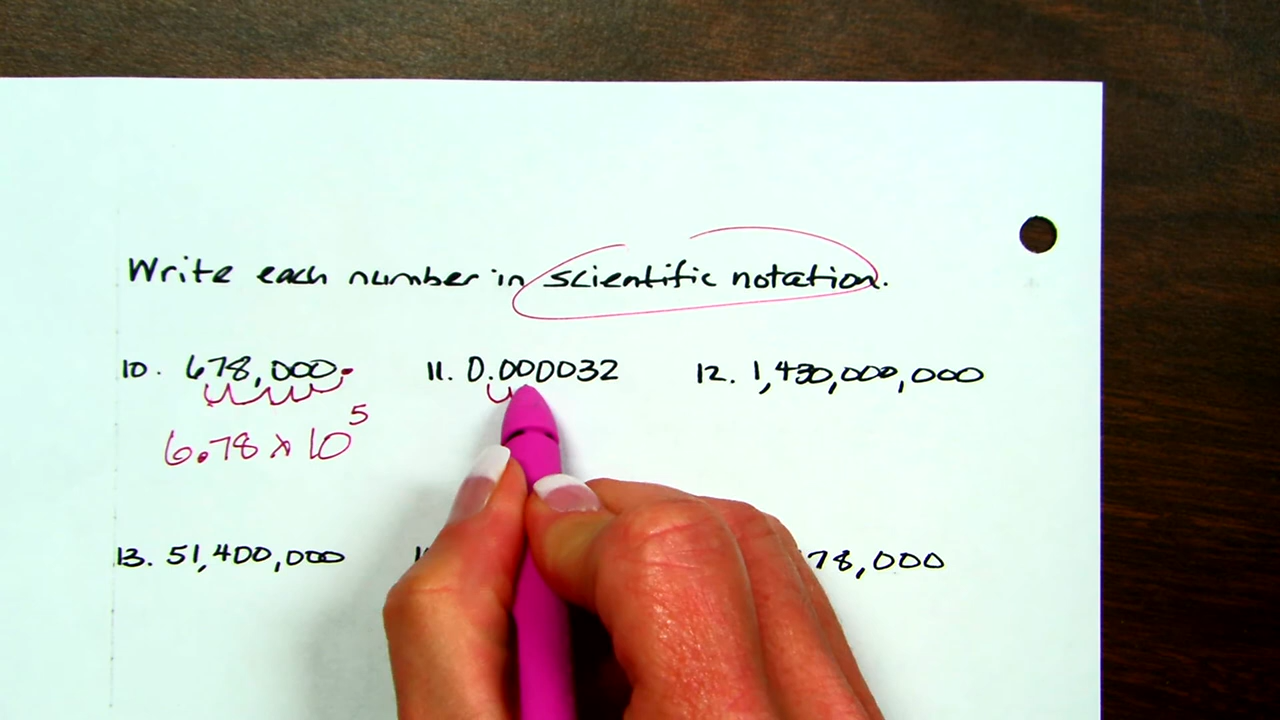 Write each number in scientific notation.
10. 678,000. 11. 0.000032 12. 1,430,000,000
6.78 x 10^5
13. 51,400,000 78,000